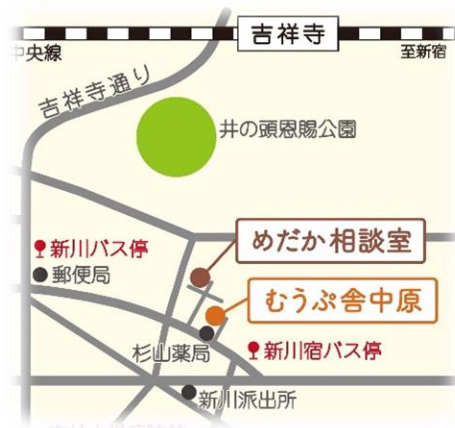 吉祥寺
中央線
至新宿
吉祥寺通り
井の頭恩賜公園
めだか相談室
新川バス停
郵便局
むうぷ舎中原
杉山薬局
新川宿バス停
新川派出所